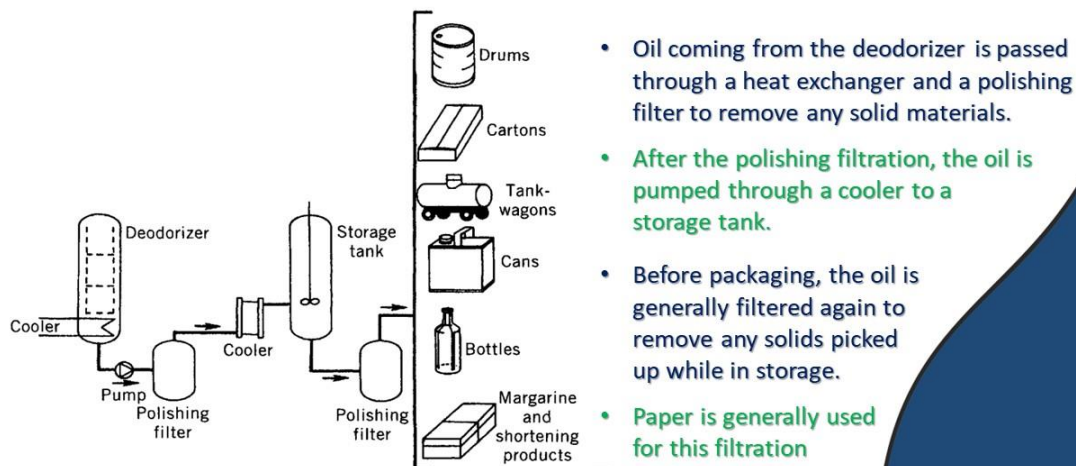 Drums
Cartons
Tank-
wagons
Cans
Bottles
Margarine
and
shortening
products
Deodorizer
Cooler
Pump
Polishing
filter
Cooler
Storage
tank
Polishing
filter
• Oil coming from the deodorizer is passed
through a heat exchanger and a polishing
filter to remove any solid materials.
• After the polishing filtration, the oil is
pumped through a cooler to a
storage tank.
• Before packaging, the oil is
generally filtered again to
remove any solids picked
up while in storage.
• Paper is generally used
for this filtration